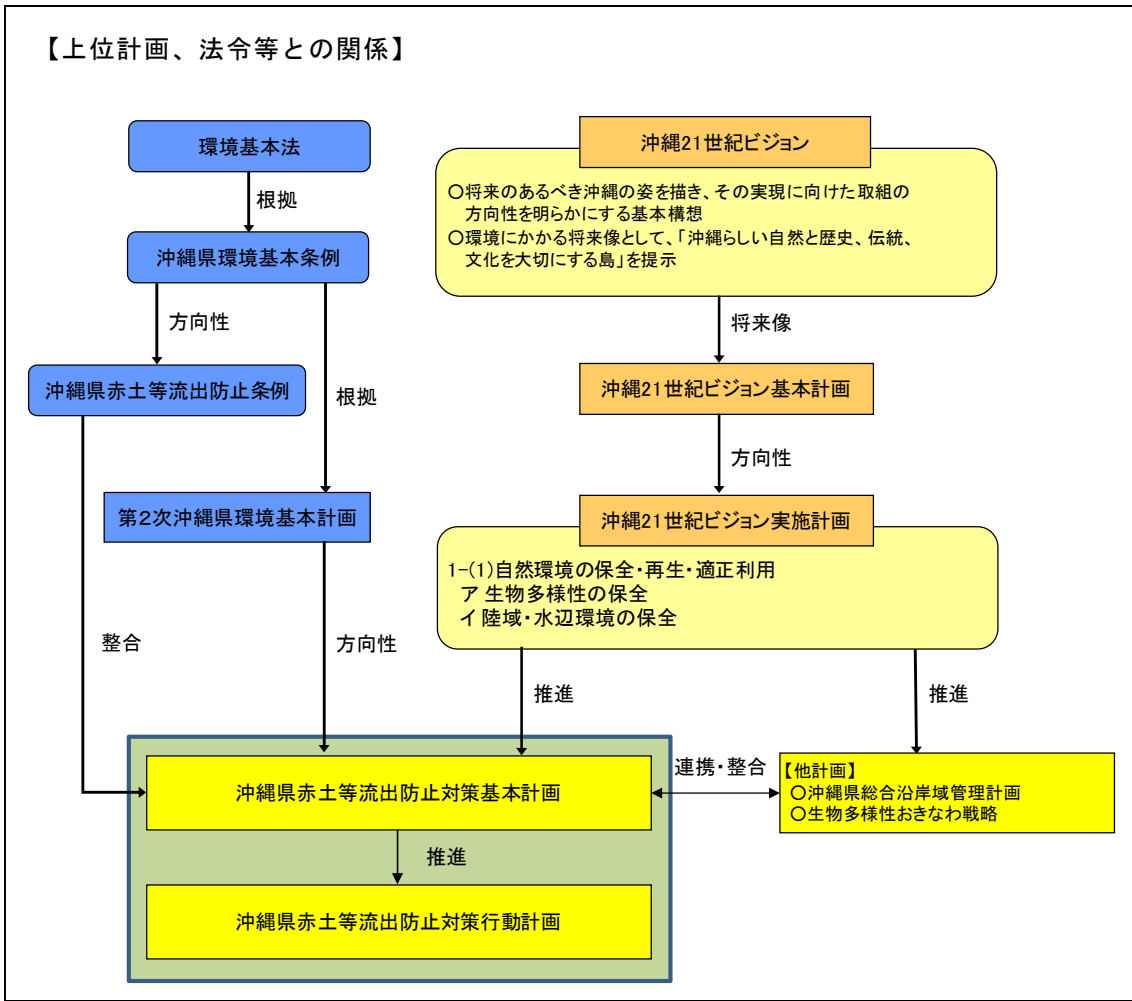 【上位計画、法令等との関係】
環境基本法
根拠
沖縄県環境基本条例
方向性
沖縄県赤土等流出防止条例
根拠
第2次沖縄県環境基本計画
整合
方向性
沖縄21世紀ビジョン
〇将来のあるべき沖縄の姿を描き、その実現に向けた取組の
方向性を明らかにする基本構想
〇環境にかかる将来像として、「沖縄らしい自然と歴史、伝統、
文化を大切にする島」を提示
将来像
沖縄21世紀ビジョン基本計画
方向性
沖縄21世紀ビジョン実施計画
1-(1)自然環境の保全・再生・適正利用
ア 生物多様性の保全
イ 陸域・水辺環境の保全
推進
推進
沖縄県赤土等流出防止対策基本計画
連携・整合
【他計画】
〇沖縄県総合沿岸域管理計画
〇生物多様性おきなわ戦略
推進
沖縄県赤土等流出防止対策行動計画